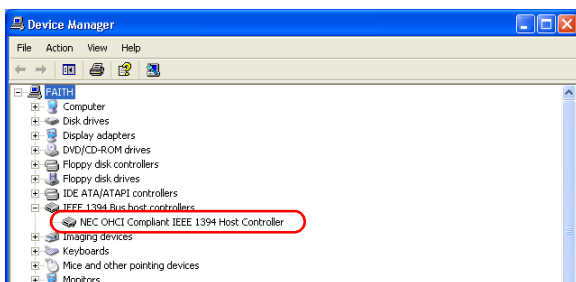 Device Manager
File Action View Help
FAITH
Computer
Disk drives
Display adapters
DVD/CD-ROM drives
Floppy disk controllers
Floppy disk drives
IDE ATA/ATAPI controllers
IEEE 1394 Bus host controllers
NEC OHCI Compliant IEEE 1394 Host Controller
Imaging devices
Keyboards
Mice and other pointing devices
Monitors